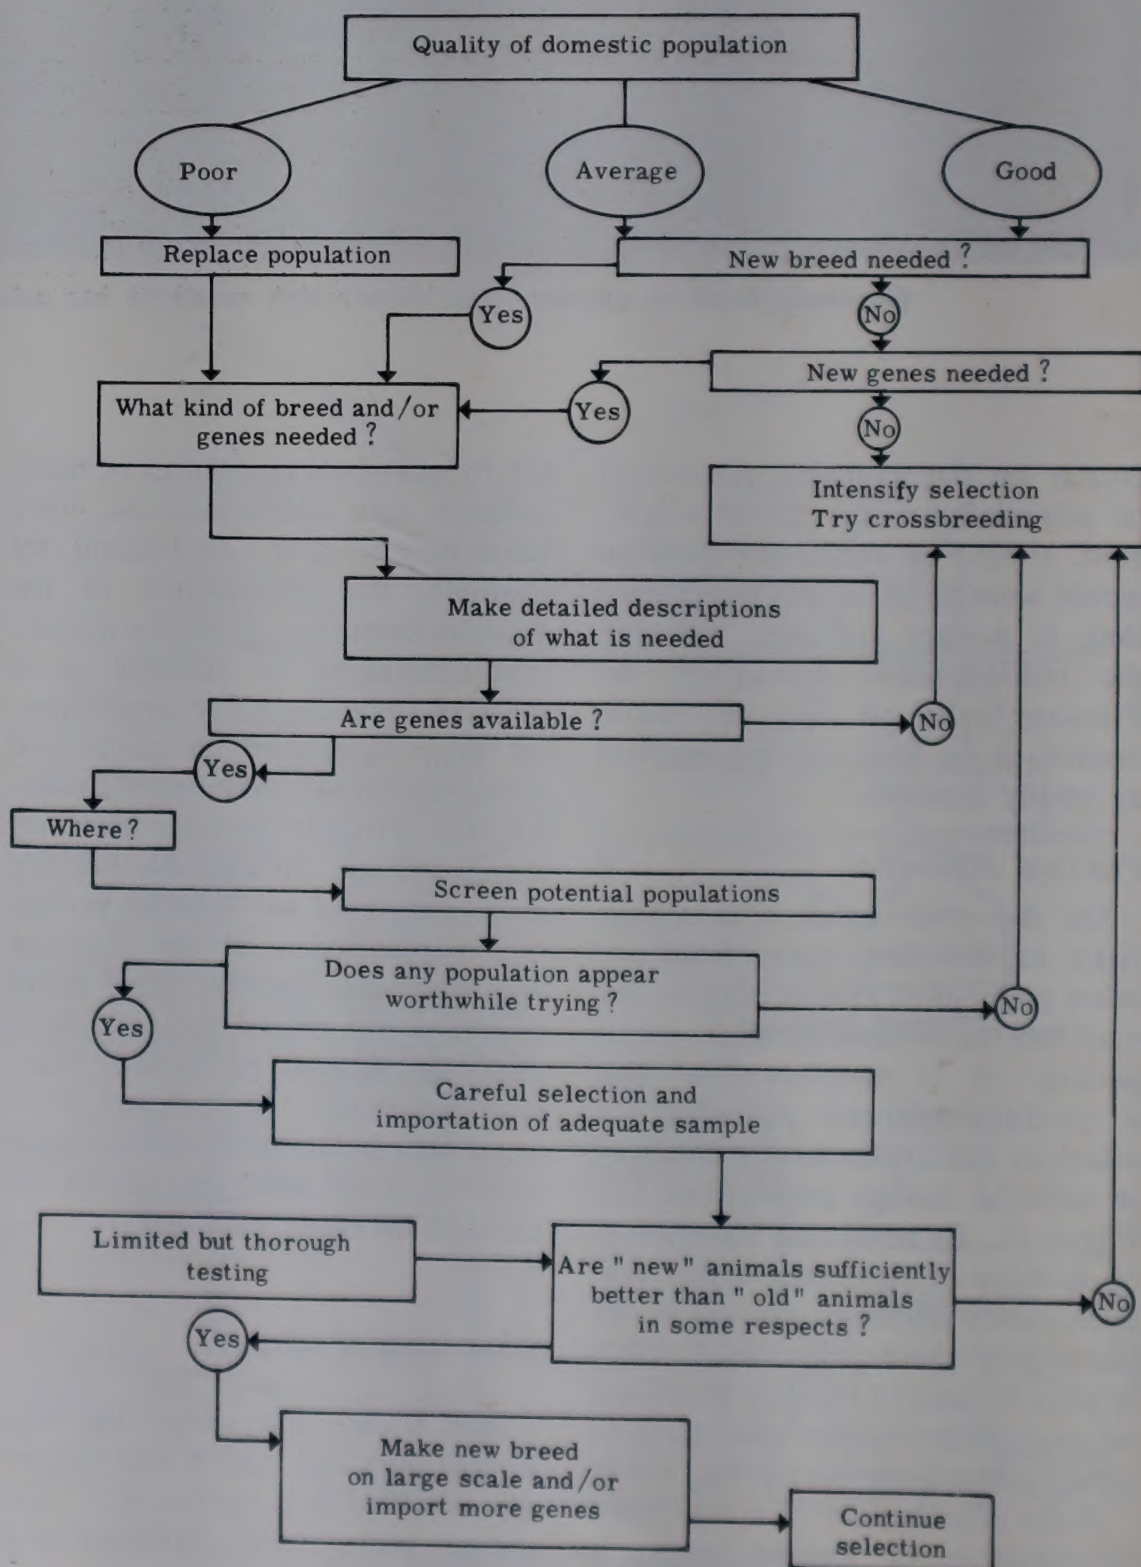 Quality of domestic population
Poor
Average
Good
Replace population
New breed needed ?
Yes
No
New genes needed ?
What kind of breed and/or
genes needed ?
Yes
No
Intensify selection
Try crossbreeding
Make detailed descriptions
of what is needed
Are genes available ?
No
Yes
Where ?
Screen potential populations
Does any population appear
worthwhile trying ?
No
Yes
Careful selection and
importation of adequate sample
Limited but thorough
testing
Are " new" animals sufficiently
better than " old" animals
in some respects ?
No
Yes
Make new breed
on large scale and/or
import more genes
Continue
selection